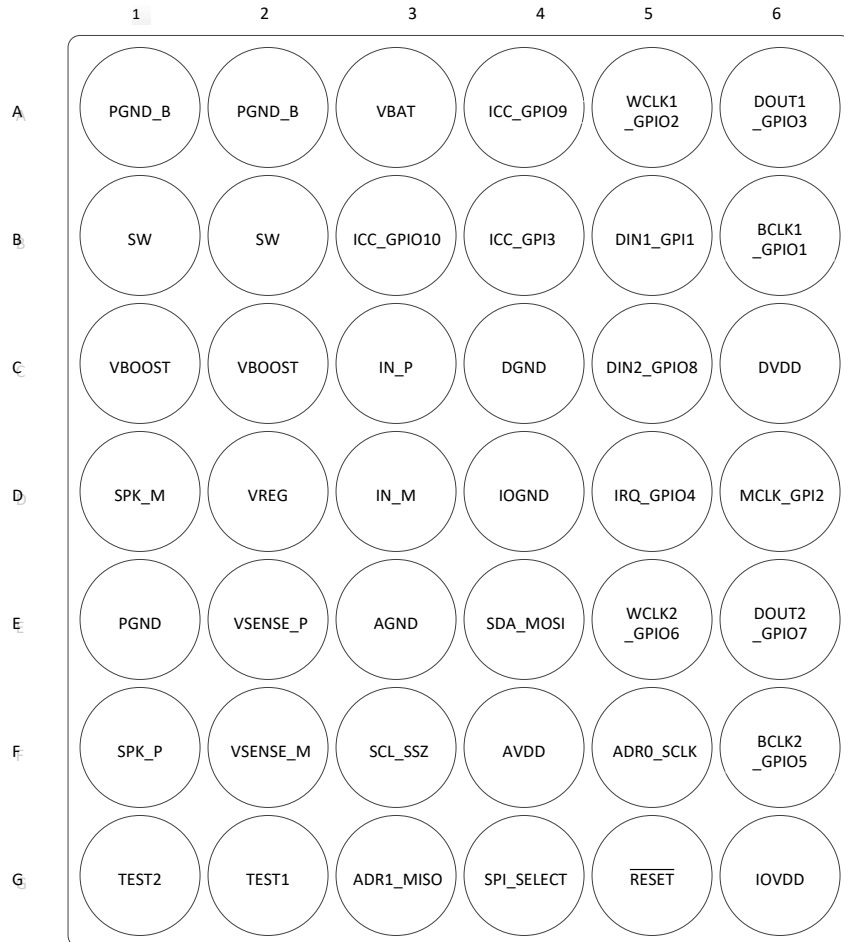 1 2 3 4 5 6
A PGND_B PGND_B VBAT ICC_GPIO9 WCLK1 DOUT1
_GPIO2 _GPIO3
B SW SW ICC_GPIO10 ICC_GPI3 DIN1_GPI1 BCLK1
_GPIO1
C VBOOST VBOOST IN_P DGND DIN2_GPIO8 DVDD
D SPK_M VREG IN_M IOGND IRQ_GPIO4 MCLK_GPI2
E PGND VSENSE_P AGND SDA_MOSI WCLK2 DOUT2
_GPIO6 _GPIO7
F SPK_P VSENSE_M SCL_SSZ AVDD ADR0_SCLK BCLK2
_GPIO5
G TEST2 TEST1 ADR1_MISO SPI_SELECT RESET IOVDD